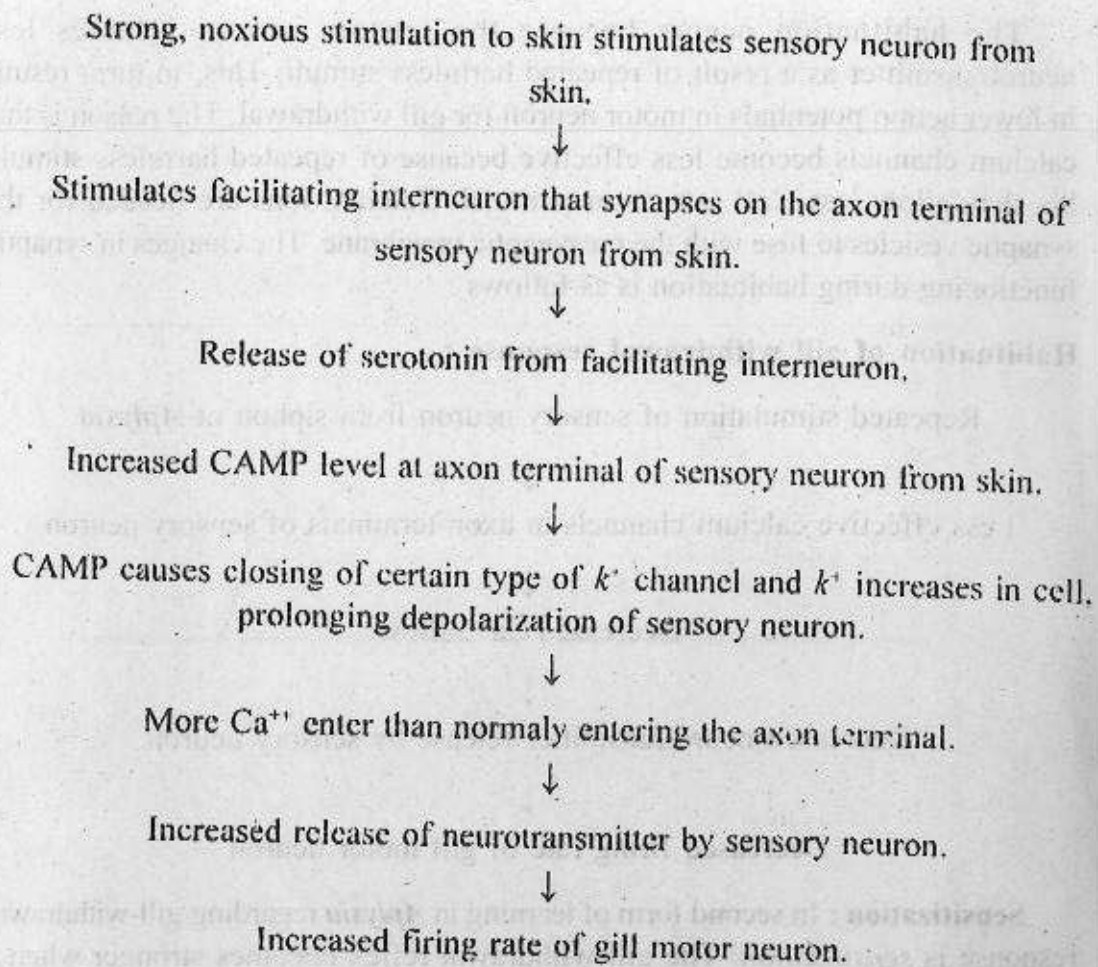 Strong, noxious stimulation to skin stimulates sensory neuron from
skin.
↓
Stimulates facilitating interneuron that synapses on the axon terminal of
sensory neuron from skin.
↓
Release of serotonin from facilitating interneuron.
↓
Increased CAMP level at axon terminal of sensory neuron from skin.
↓
CAMP causes closing of certain type of k⁺ channel and k⁺ increases in cell,
prolonging depolarization of sensory neuron.
↓
More Ca⁺⁺ enter than normaly entering the axon terminal.
↓
Increased release of neurotransmitter by sensory neuron.
↓
Increased firing rate of gill motor neuron.